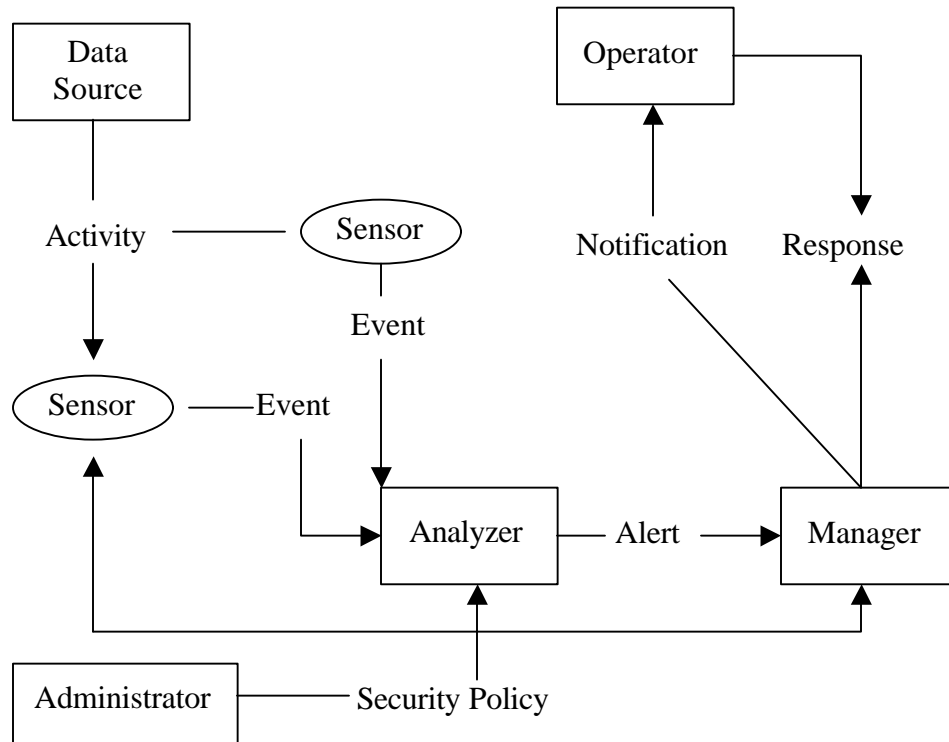 Data
Source
Operator
Activity
Sensor
Notification
Response
Event
Sensor
Event
Analyzer
Alert
Manager
Administrator
Security Policy